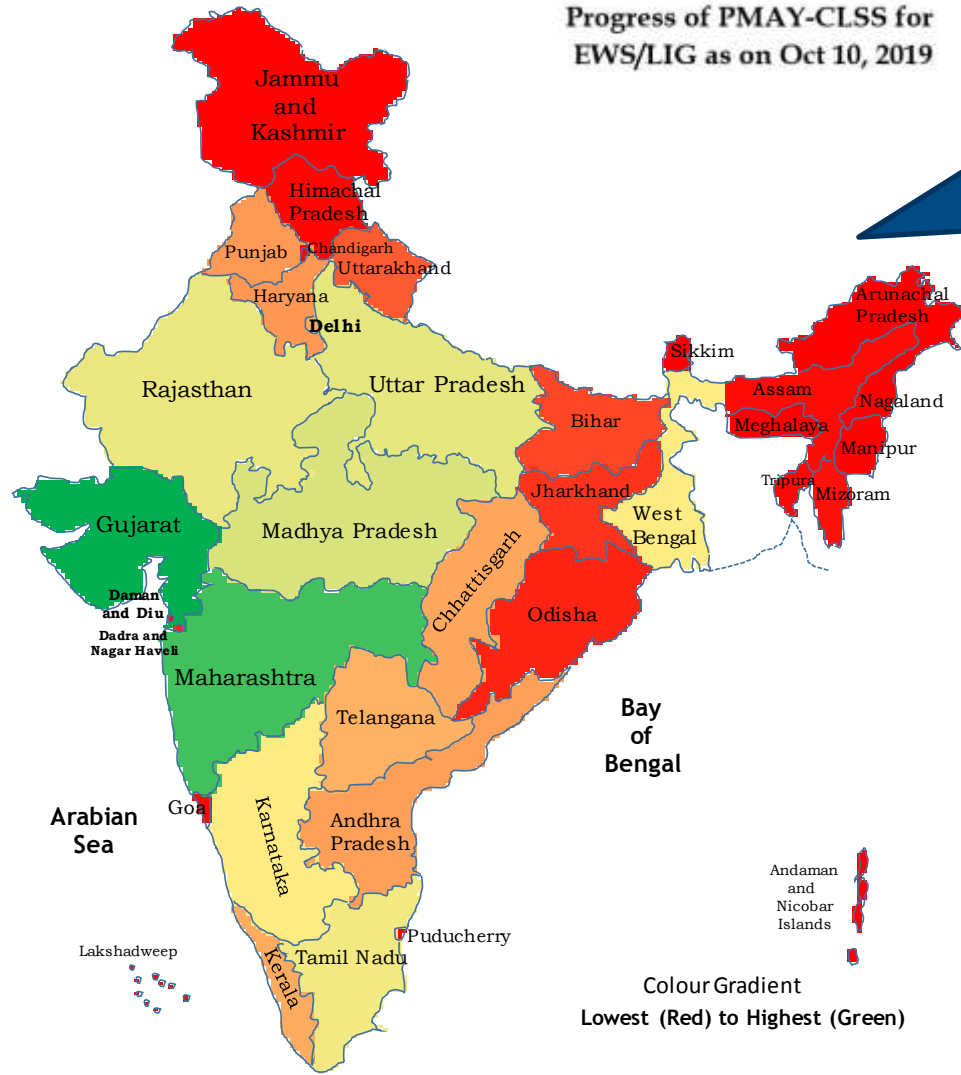 Progress of PMAY-CLSS for
EWS/LIG as on Oct 10, 2019
Jammu
and
Kashmir
Himachal
Pradesh
Punjab
Chandigarh
Uttarakhand
Haryana
Delhi
Arunachal
Pradesh
Sikkim
Rajasthan
Uttar Pradesh
Assam
Nagaland
Bihar
Meghalaya
Manipur
Tripura
Mizoram
Jharkhand
Gujarat
Madhya Pradesh
West
Bengal
Chhattisgarh
Daman
and Diu
Dadra and
Nagar Haveli
Odisha
Maharashtra
Telangana
Bay
of
Bengal
Goa
Arabian
Sea
Karnataka
Andhra
Pradesh
Andaman
and
Nicobar
Islands
Puducherry
Lakshadweep
Kerala
Tamil Nadu
Colour Gradient
Lowest (Red) to Highest (Green)